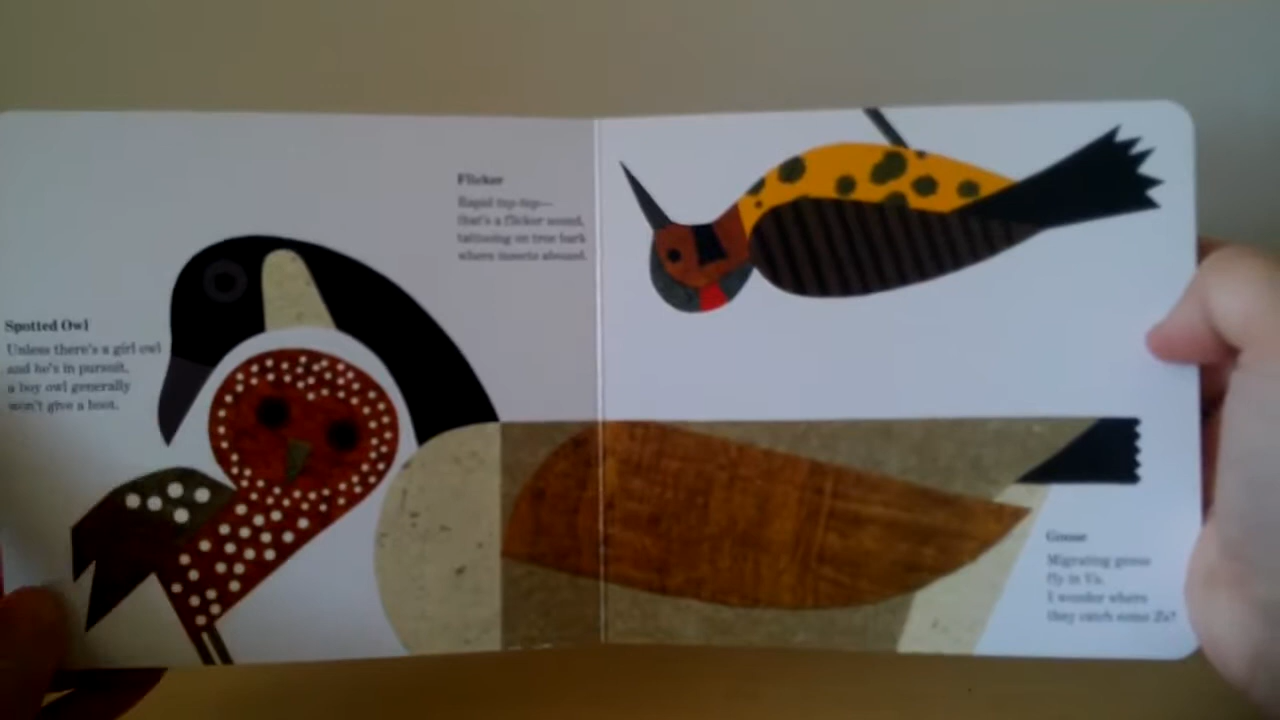 Spotted Owl
Unless there's a girl owl
and he's in pursuit,
a boy owl generally
won't give a hoot.
Flicker
Rapid tap-tap—
that's a flicker sound,
tattooing on tree bark
where insects abound.
Goose
Migrating geese
fly in Vs.
I wonder where
they catch some Zs?